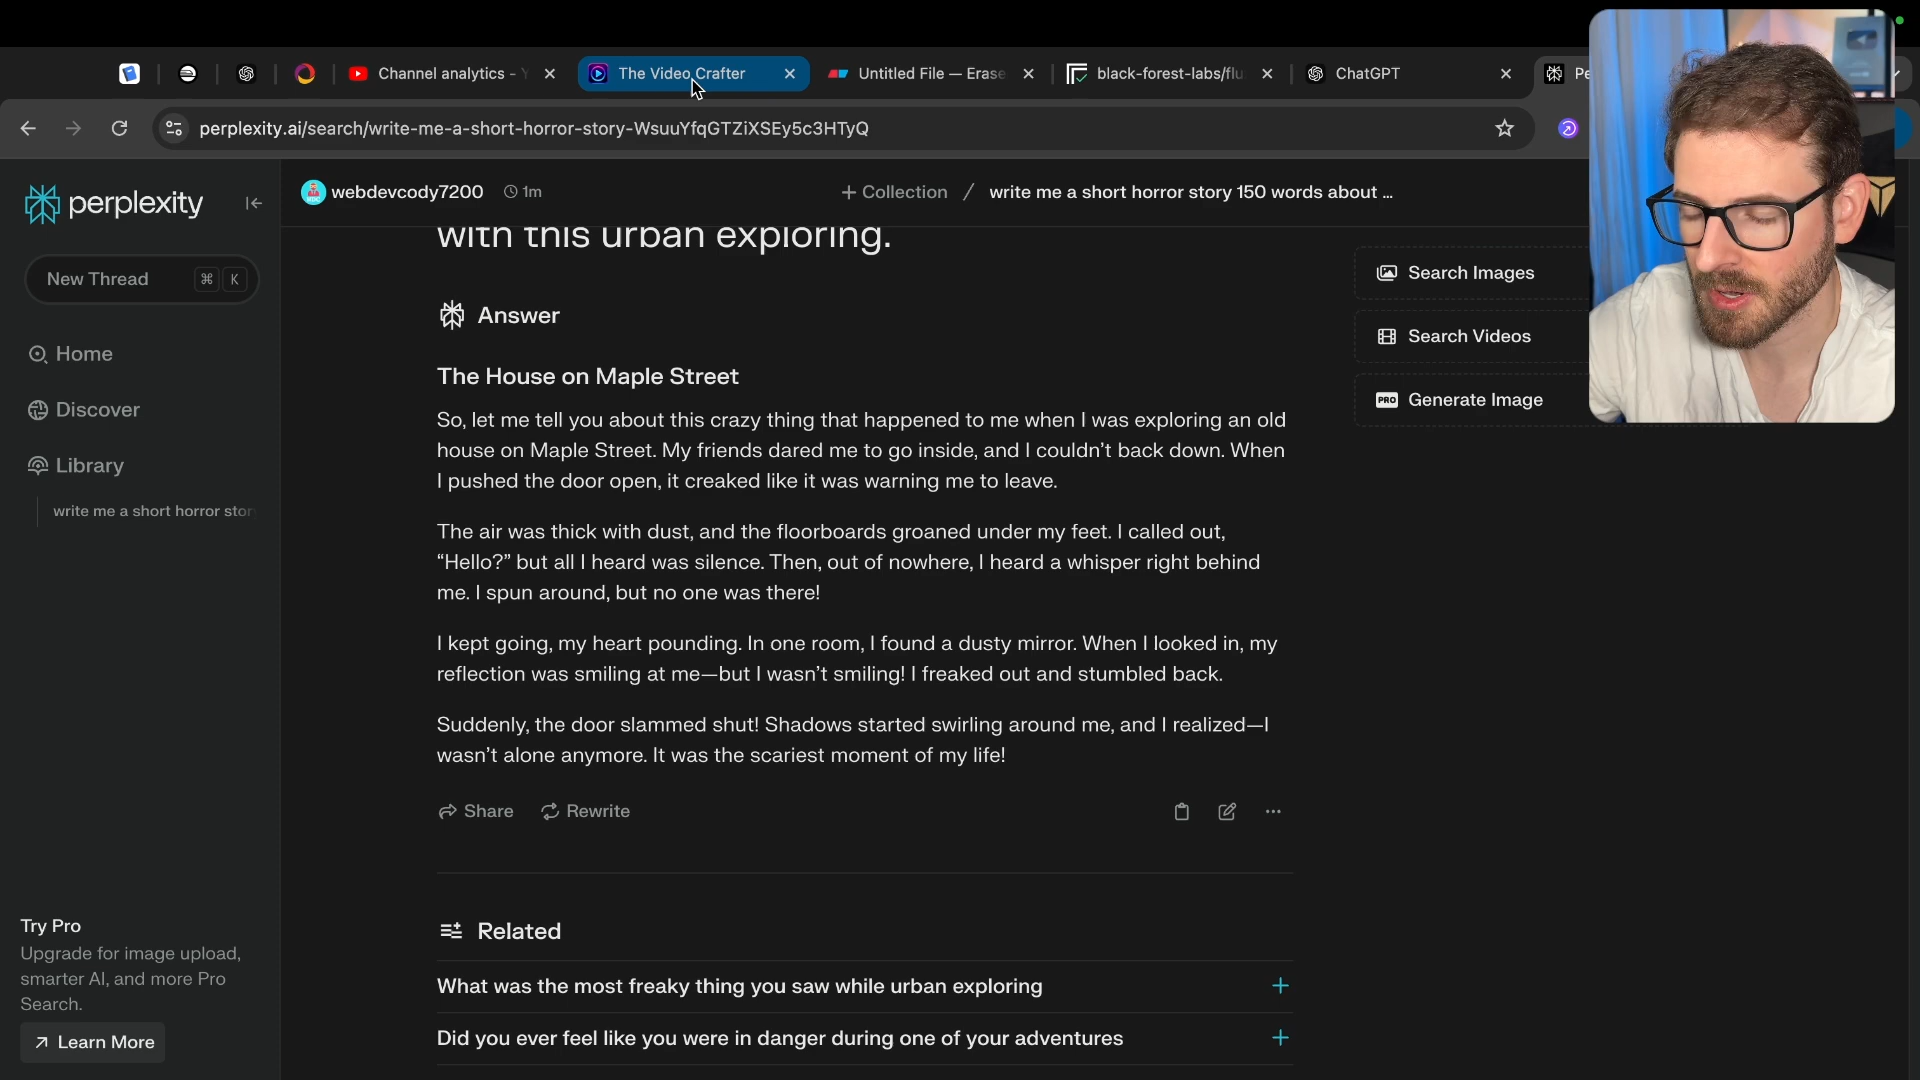 Channel analytics - Y
The Video Crafter
Untitled File — Erase
black-forest-labs/flu
ChatGPT
Pe
perplexity.ai/search/write-me-a-short-horror-story-WsuuYfqGTZiXSEy5c3HTyQ
perplexity
webdevcody7200
1m
Collection / write me a short horror story 150 words about ...
New Thread
⌘ K
Home
Discover
Library
write me a short horror stor
with this urban exploring.
Answer
The House on Maple Street
So, let me tell you about this crazy thing that happened to me when I was exploring an old
house on Maple Street. My friends dared me to go inside, and I couldn’t back down. When
I pushed the door open, it creaked like it was warning me to leave.
The air was thick with dust, and the floorboards groaned under my feet. I called out,
“Hello?” but all I heard was silence. Then, out of nowhere, I heard a whisper right behind
me. I spun around, but no one was there!
I kept going, my heart pounding. In one room, I found a dusty mirror. When I looked in, my
reflection was smiling at me—but I wasn’t smiling! I freaked out and stumbled back.
Suddenly, the door slammed shut! Shadows started swirling around me, and I realized—I
wasn’t alone anymore. It was the scariest moment of my life!
Share
Rewrite
Related
What was the most freaky thing you saw while urban exploring
Did you ever feel like you were in danger during one of your adventures
Search Images
Search Videos
PRO Generate Image
Try Pro
Upgrade for image upload,
smarter AI, and more Pro
Search.
Learn More